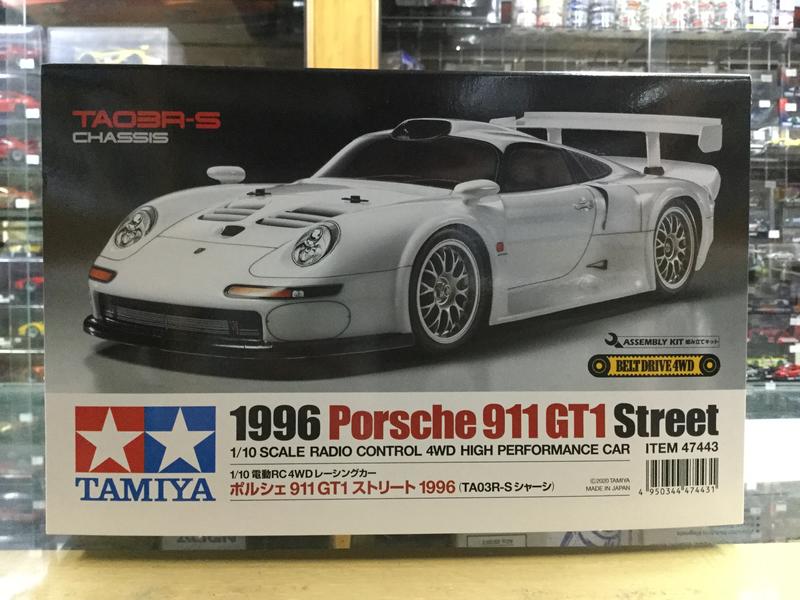 TA03R-S
CHASSIS
ASSEMBLY KIT 組み立てキット
BELT DRIVE 4WD
TAMIYA
1996 Porsche 911 GT1 Street
1/10 SCALE RADIO CONTROL 4WD HIGH PERFORMANCE CAR ITEM 47443
1/10 電動RC4WDレーシングカー
ポルシェ 911 GT1 ストリート 1996 (TA03R-Sシャーシ)
©2020 TAMIYA
MADE IN JAPAN
4 950344 474431